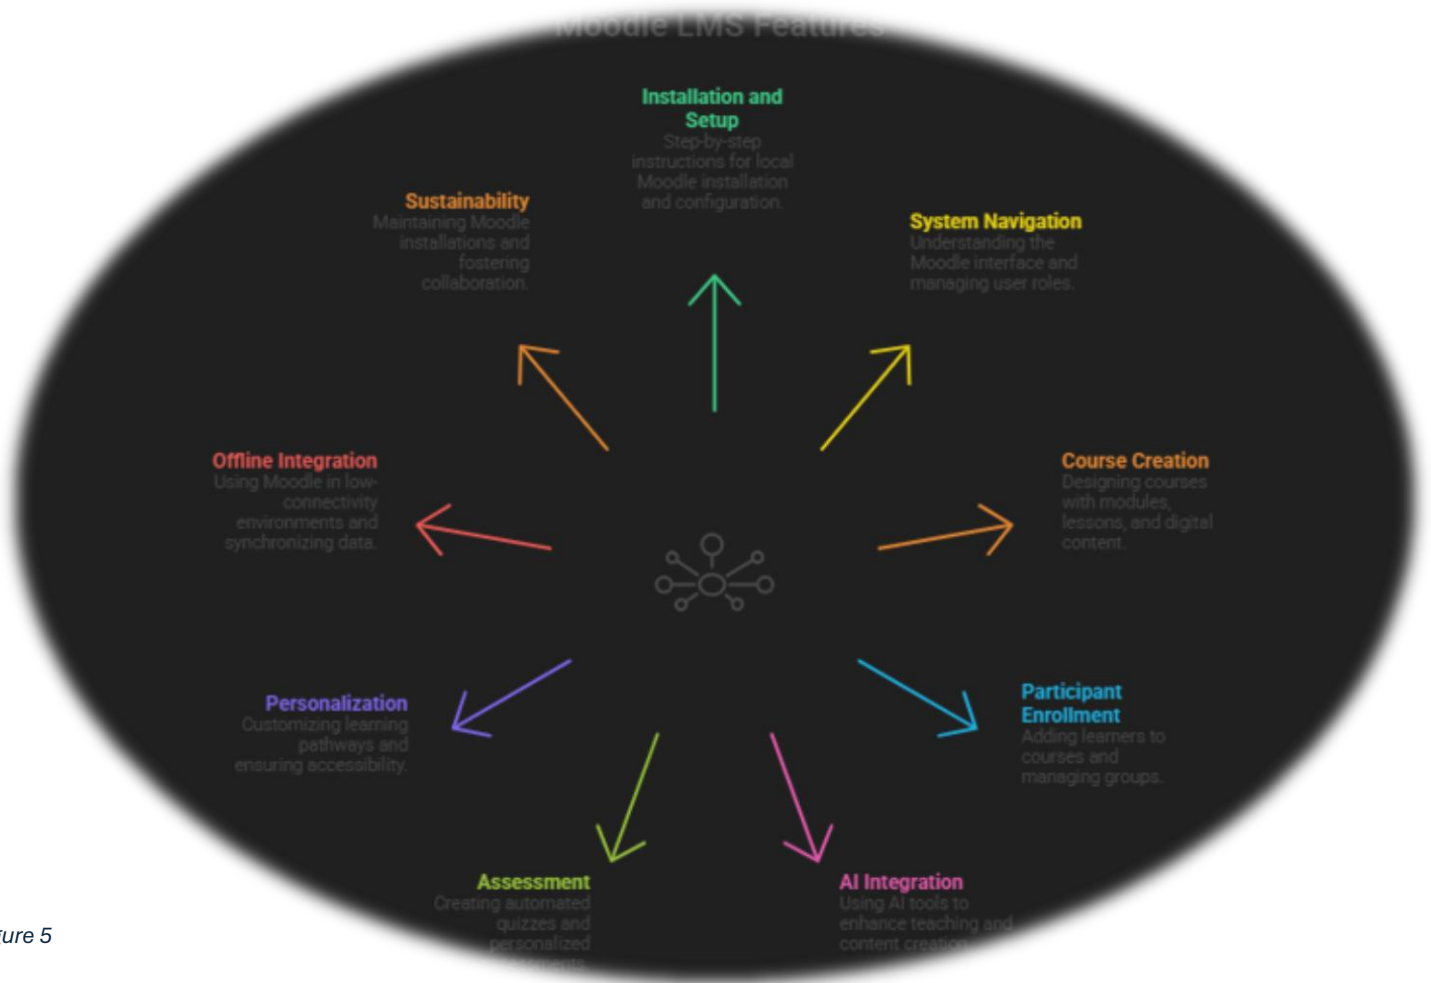 Moodle LMS Features
Installation and
Setup
Step-by-step
instructions for local
Moodle installation
and configuration.
Sustainability
Maintaining Moodle
installations and
fostering
collaboration.
System Navigation
Understanding the
Moodle interface and
managing user roles.
Offline Integration
Using Moodle in low-
connectivity
environments and
synchronizing data.
Course Creation
Designing courses
with modules,
lessons, and digital
content.
Personalization
Customizing learning
pathways and
ensuring accessibility.
Participant
Enrollment
Adding learners to
courses and
managing groups.
Assessment
Creating automated
quizzes and
personalized
AI Integration
Using AI tools to
enhance teaching and
content creation.
5